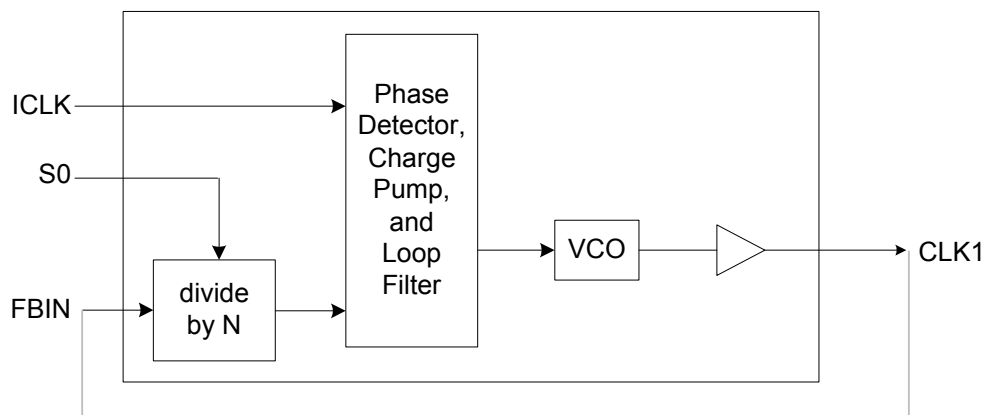 ICLK
S0
FBIN
divide
by N
Phase
Detector,
Charge
Pump,
and
Loop
Filter
VCO
CLK1